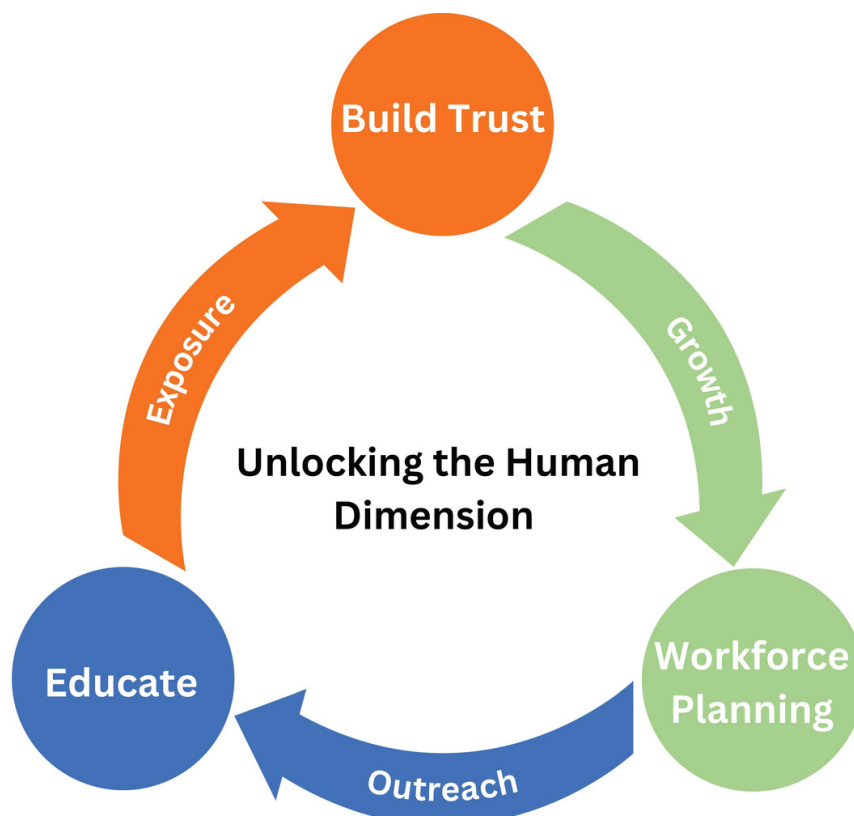 Build Trust
Exposure
Growth
Unlocking the Human
Dimension
Educate
Workforce
Planning
Outreach